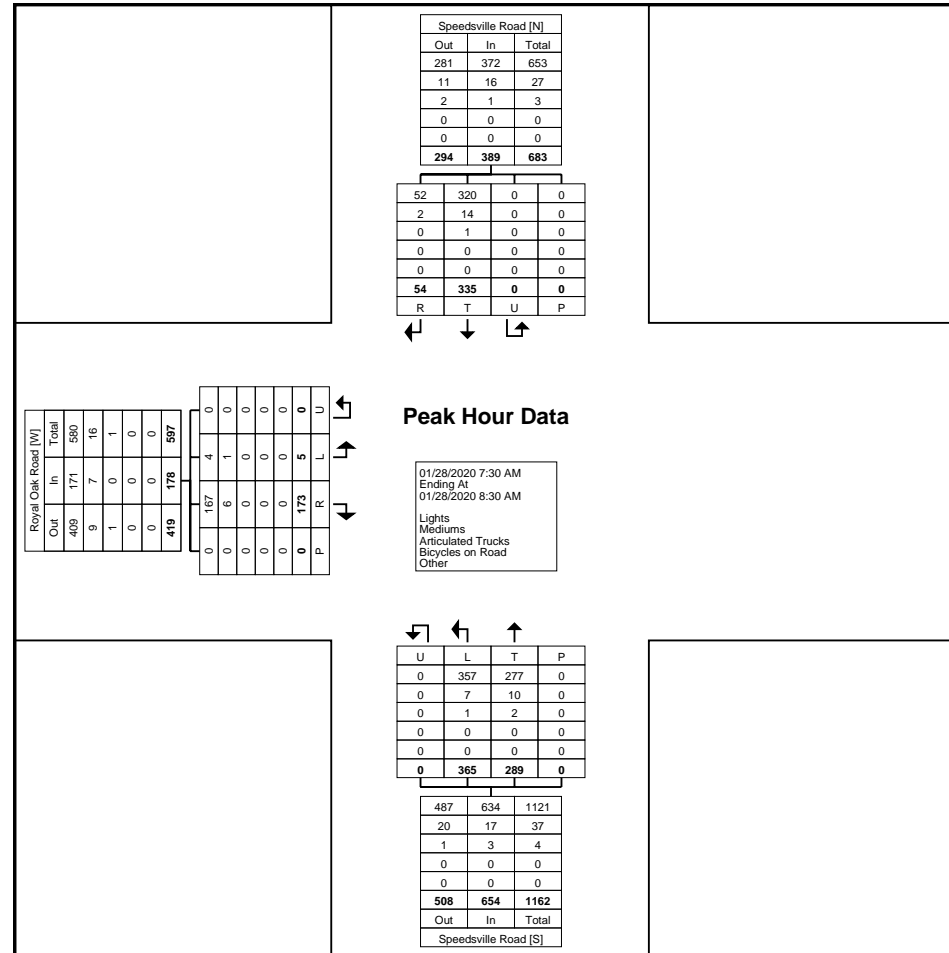 Speedsville Road [N]
Out In Total
281 372 653
11 16 27
2 1 3
0 0 0
0 0 0
294 389 683
52 320 0 0
2 14 0 0
0 1 0 0
0 0 0 0
0 0 0 0
54 335 0 0
R T U P
Royal Oak Road [W]
Out In Total
409 171 580
9 7 16
1 0 1
0 0 0
0 0 0
419 178 597
0 167 4 0
0 6 1 0
0 0 0 0
0 0 0 0
0 0 0 0
0 173 5 0
P R L U
Peak Hour Data
01/28/2020 7:30 AM
Ending At
01/28/2020 8:30 AM
Lights
Mediums
Articulated Trucks
Bicycles on Road
Other
U L T P
0 357 277 0
0 7 10 0
0 1 2 0
0 0 0 0
0 0 0 0
0 365 289 0
487 634 1121
20 17 37
1 3 4
0 0 0
0 0 0
508 654 1162
Out In Total
Speedsville Road [S]